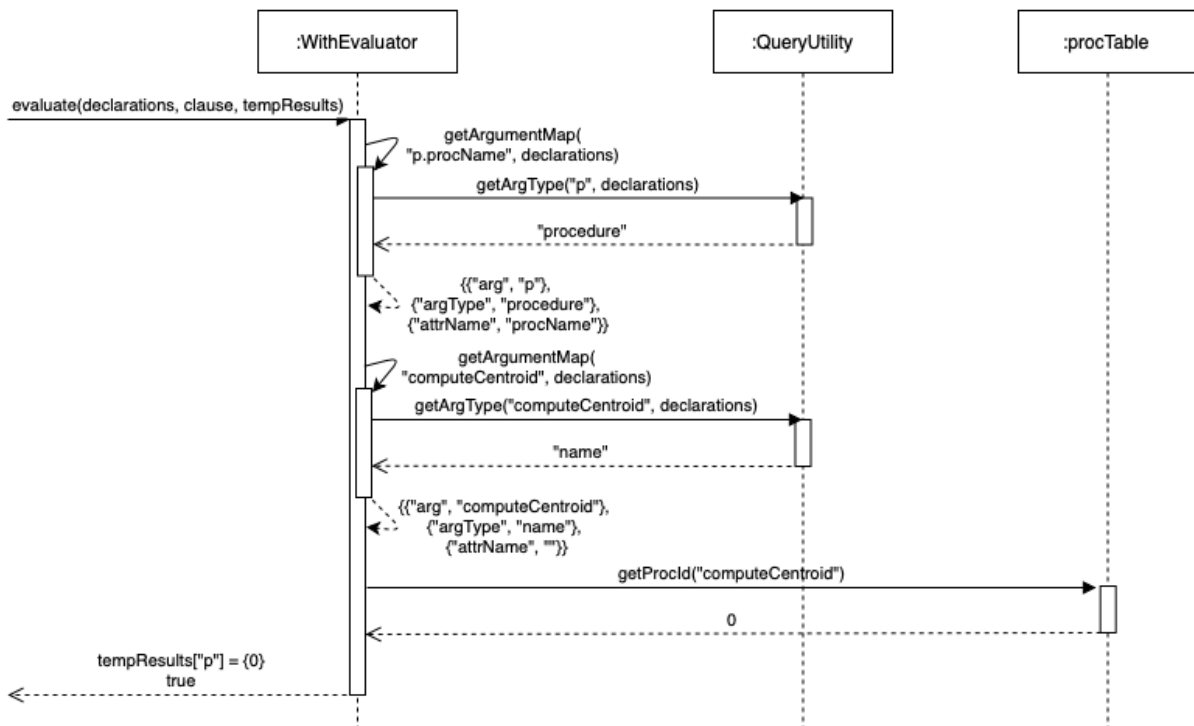 :WithEvaluator
:QueryUtility
:procTable
evaluate(declarations, clause, tempResults)
getArgumentMap(
"p.procName", declarations)
getArgType("p", declarations)
"procedure"
{{"arg", "p"},
{"argType", "procedure"},
{"attrName", "procName"}}
getArgumentMap(
"computeCentroid", declarations)
getArgType("computeCentroid", declarations)
"name"
{{"arg", "computeCentroid"},
{"argType", "name"},
{"attrName", ""}}
getProcId("computeCentroid")
0
tempResults["p"] = {0}
true